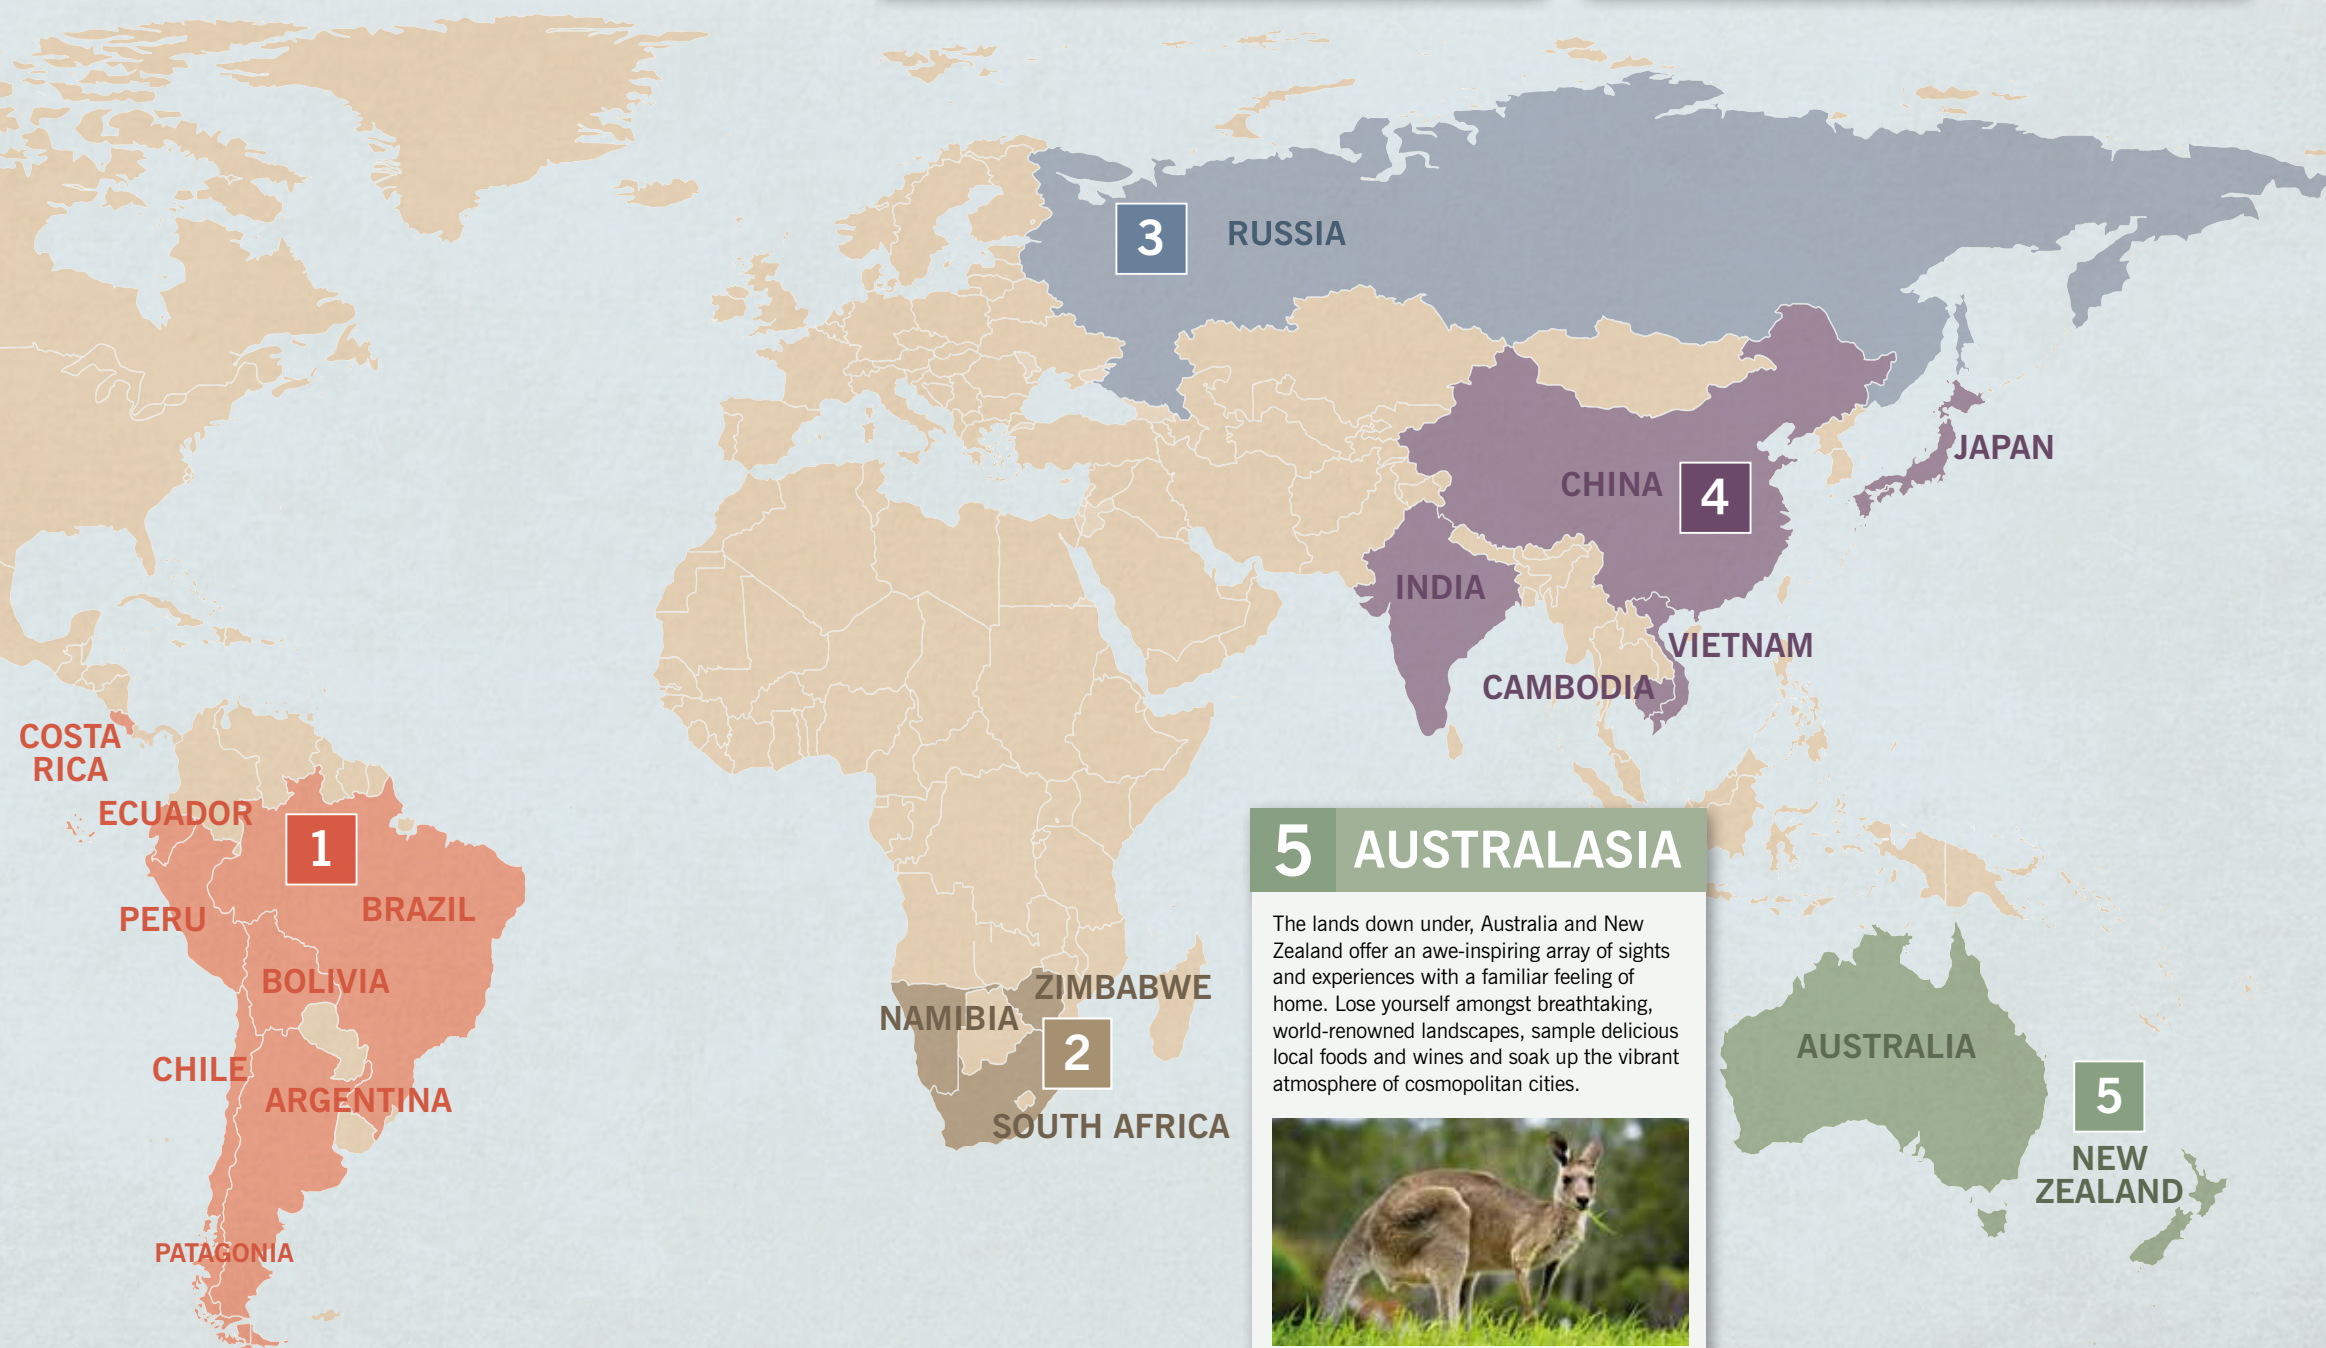 3
RUSSIA
JAPAN
CHINA
4
INDIA
VIETNAM
CAMBODIA
COSTA
RICA
ECUADOR
1
PERU
BRAZIL
BOLIVIA
CHILE
ARGENTINA
PATAGONIA
ZIMBABWE
NAMIBIA
2
SOUTH AFRICA
5 AUSTRALASIA
The lands down under, Australia and New
Zealand offer an awe-inspiring array of sights
and experiences with a familiar feeling of
home. Lose yourself amongst breathtaking,
world-renowned landscapes, sample delicious
local foods and wines and soak up the vibrant
atmosphere of cosmopolitan cities.
AUSTRALIA
5
NEW
ZEALAND